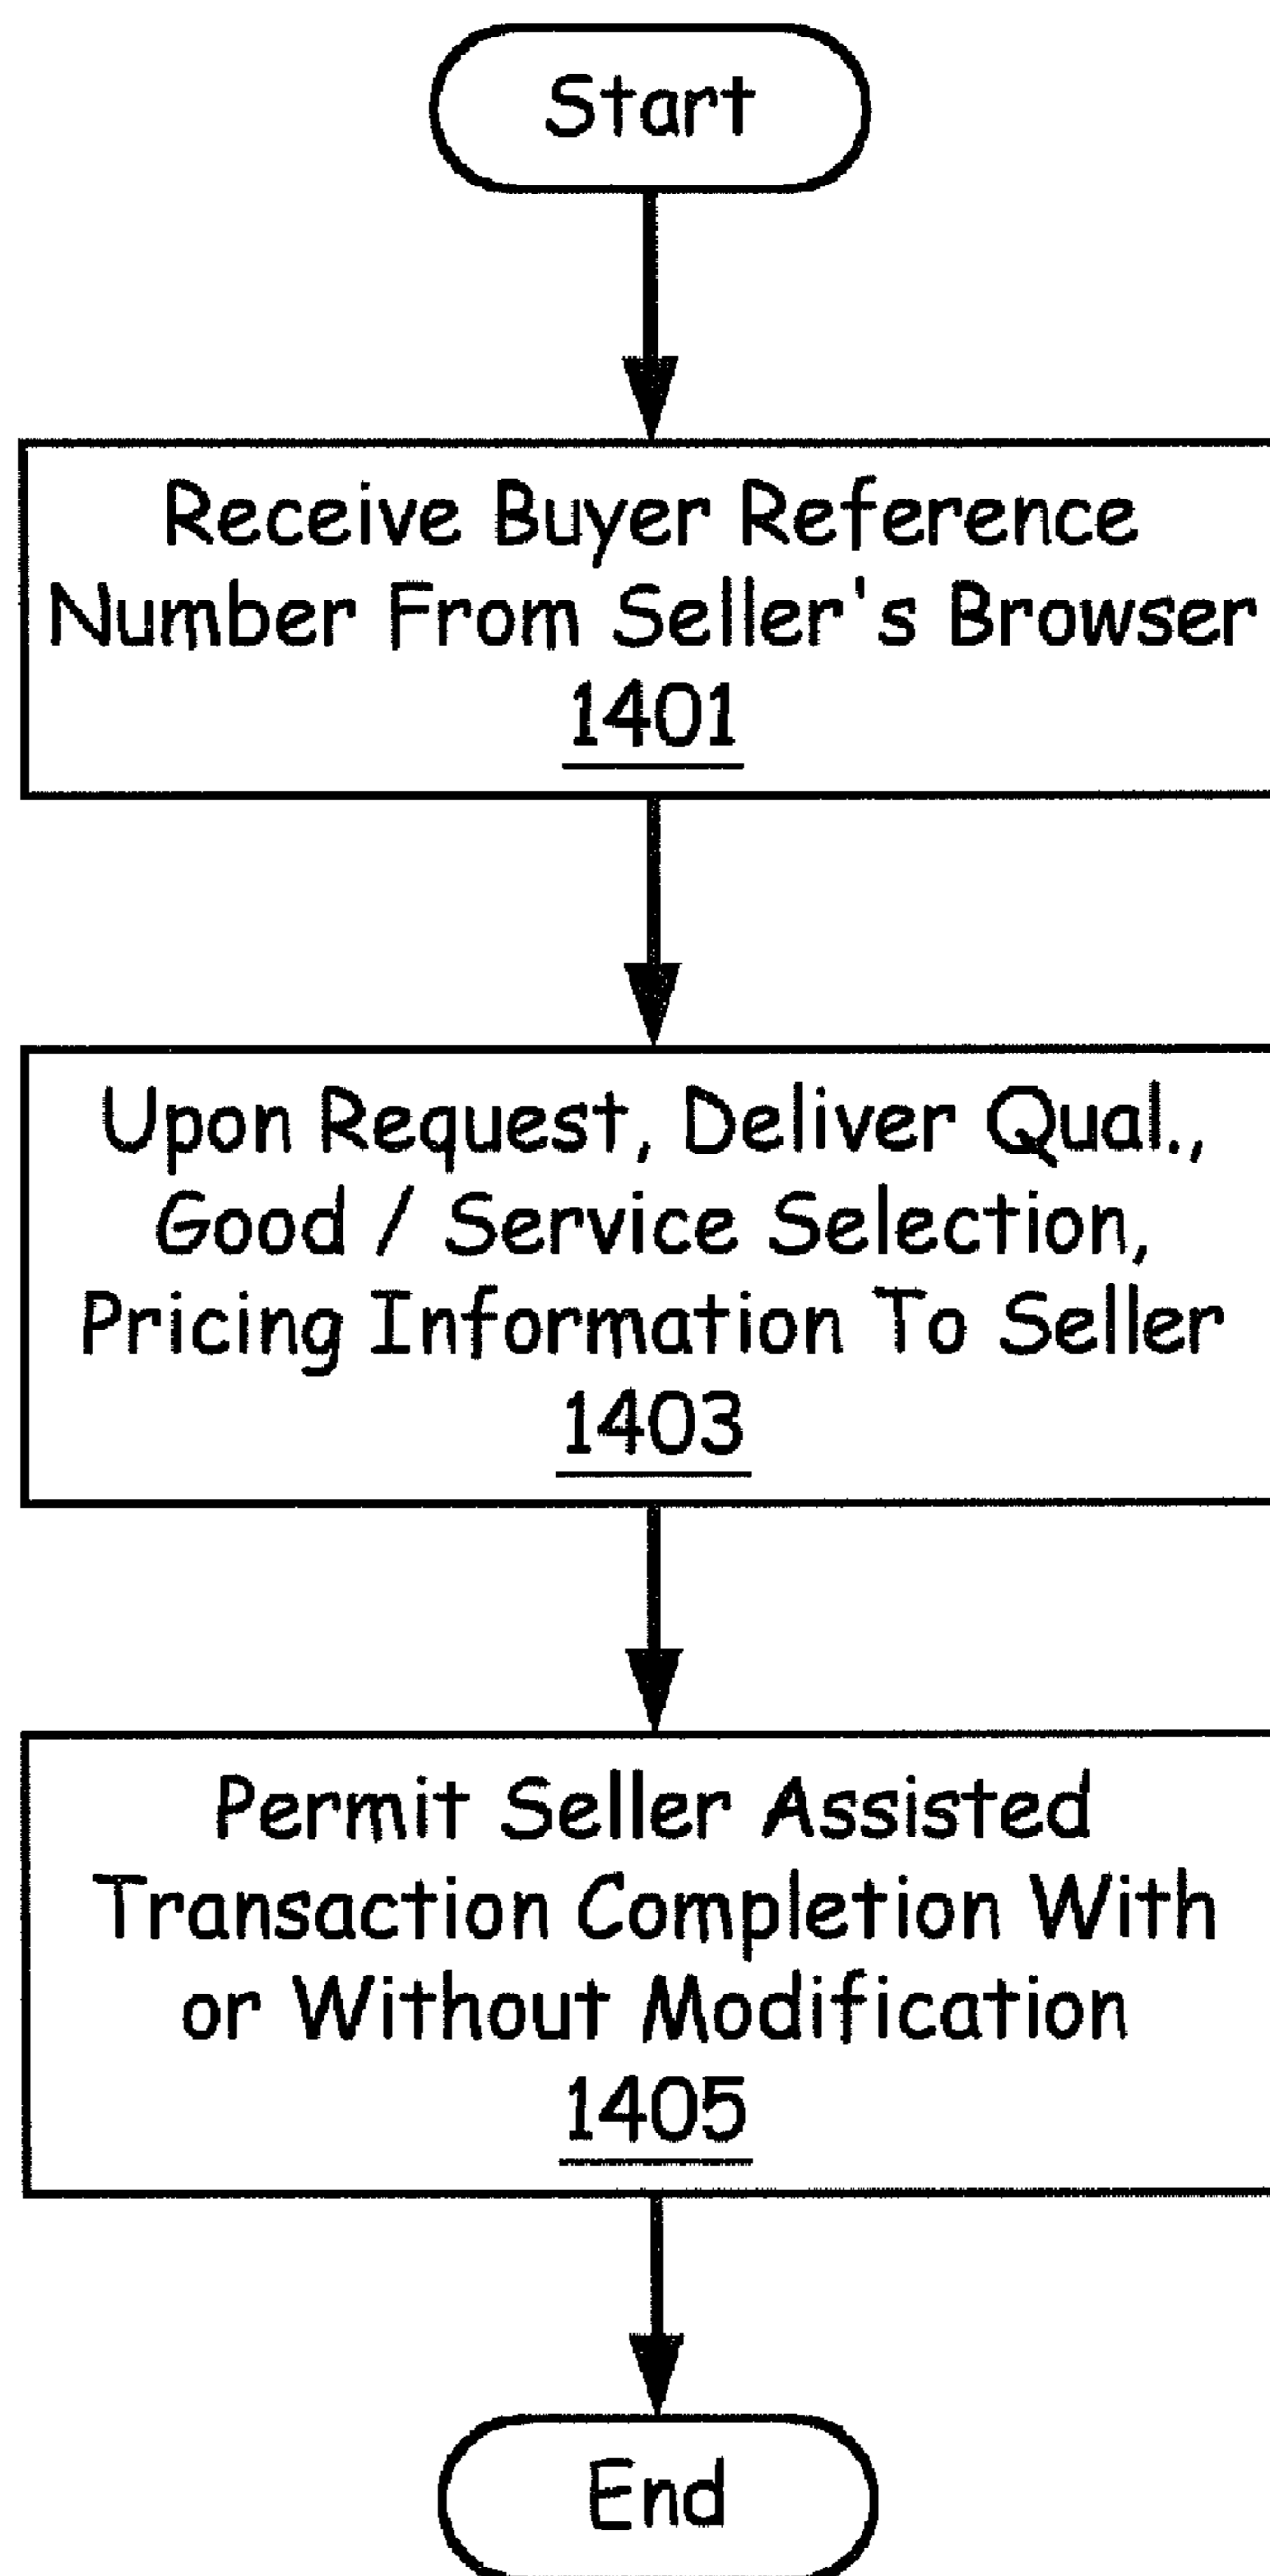 Start
Receive Buyer Reference
Number From Seller's Browser
1401
Upon Request, Deliver Qual.,
Good / Service Selection,
Pricing Information To Seller
1403
Permit Seller Assisted
Transaction Completion With
or Without Modification
1405
End